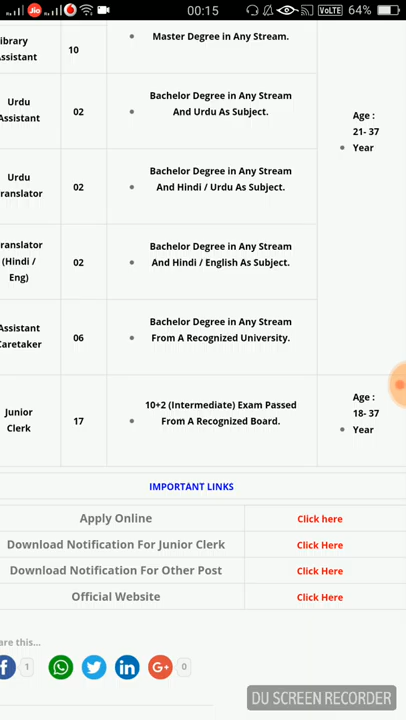 00:15
VoLTE
64%
ibrary
Assistant
10
Master Degree in Any Stream.
Urdu
Assistant
02
Bachelor Degree in Any Stream
And Urdu As Subject.
Age :
21- 37
Year
Urdu
ranslator
02
Bachelor Degree in Any Stream
And Hindi / Urdu As Subject.
ranslator
(Hindi /
Eng)
02
Bachelor Degree in Any Stream
And Hindi / English As Subject.
Assistant
Caretaker
06
Bachelor Degree in Any Stream
From A Recognized University.
Junior
Clerk
17
10+2 (Intermediate) Exam Passed
From A Recognized Board.
Age :
18- 37
Year
IMPORTANT LINKS
Apply Online
Click here
Download Notification For Junior Clerk
Click Here
Download Notification For Other Post
Click Here
Official Website
Click Here
are this...
1
0
DU SCREEN RECORDER